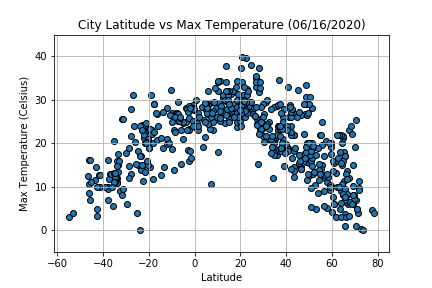 City Latitude vs Max Temperature (06/16/2020)
Max Temperature (Celsius)
40
30
20
10
0
−60 −40 −20 0 20 40 60 80
Latitude